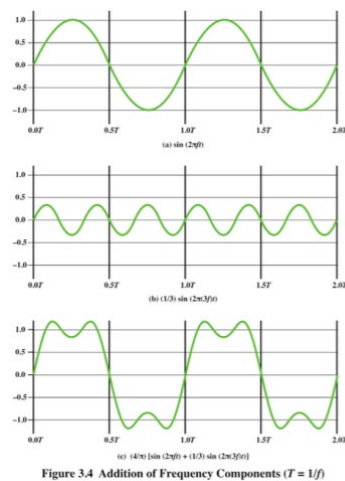 1.0
0.5
0.0
−0.5
−1.0
0.0T 0.5T 1.0T 1.5T 2.0T
(a) sin (2πft)
1.0
0.5
0.0
−0.5
−1.0
0.0T 0.5T 1.0T 1.5T 2.0T
(b) (1/3) sin (2π(3f)t)
1.0
0.5
0.0
−0.5
−1.0
0.0T 0.5T 1.0T 1.5T 2.0T
(c) (4/π) [sin (2πft) + (1/3) sin (2π(3f)t)]
Figure 3.4 Addition of Frequency Components (T = 1/f)